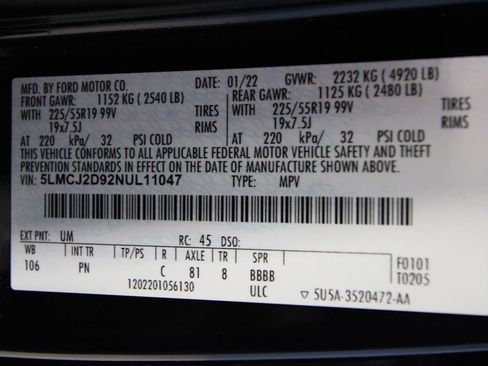 MFD. BY FORD MOTOR CO. DATE: 01/22 GVWR: 2232 KG (4920 LB)
FRONT GAWR: 1152 KG (2540 LB) REAR GAWR: 1125 KG (2480 LB)
WITH 225/55R19 99V TIRES WITH 225/55R19 99V TIRES
19x7.5J RIMS 19x7.5J RIMS
AT 220 kPa/ 32 PSI COLD AT 220 kPa/ 32 PSI COLD
THIS VEHICLE CONFORMS TO ALL APPLICABLE FEDERAL MOTOR VEHICLE SAFETY AND THEFT
PREVENTION STANDARDS IN EFFECT ON THE DATE OF MANUFACTURE SHOWN ABOVE.
VIN: 5LMCJ2D92NUL11047 TYPE: MPV
EXT PNT: UM RC: 45 DSO:
WB INT TR TP/PS R AXLE TR SPR F0101
106 PN C 81 8 BBBB T0205
1202201056130 ULC ▽ 5U5A-3520472-AA